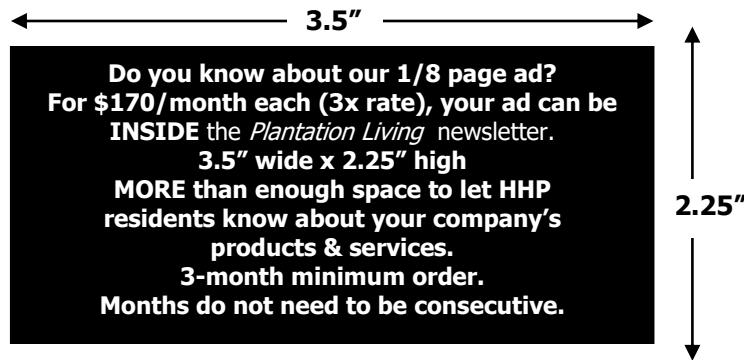 3.5”
Do you know about our 1/8 page ad?
For $170/month each (3x rate), your ad can be
INSIDE the Plantation Living newsletter.
3.5” wide x 2.25” high
MORE than enough space to let HHP
residents know about your company’s
products & services.
3-month minimum order.
Months do not need to be consecutive.
2.25”